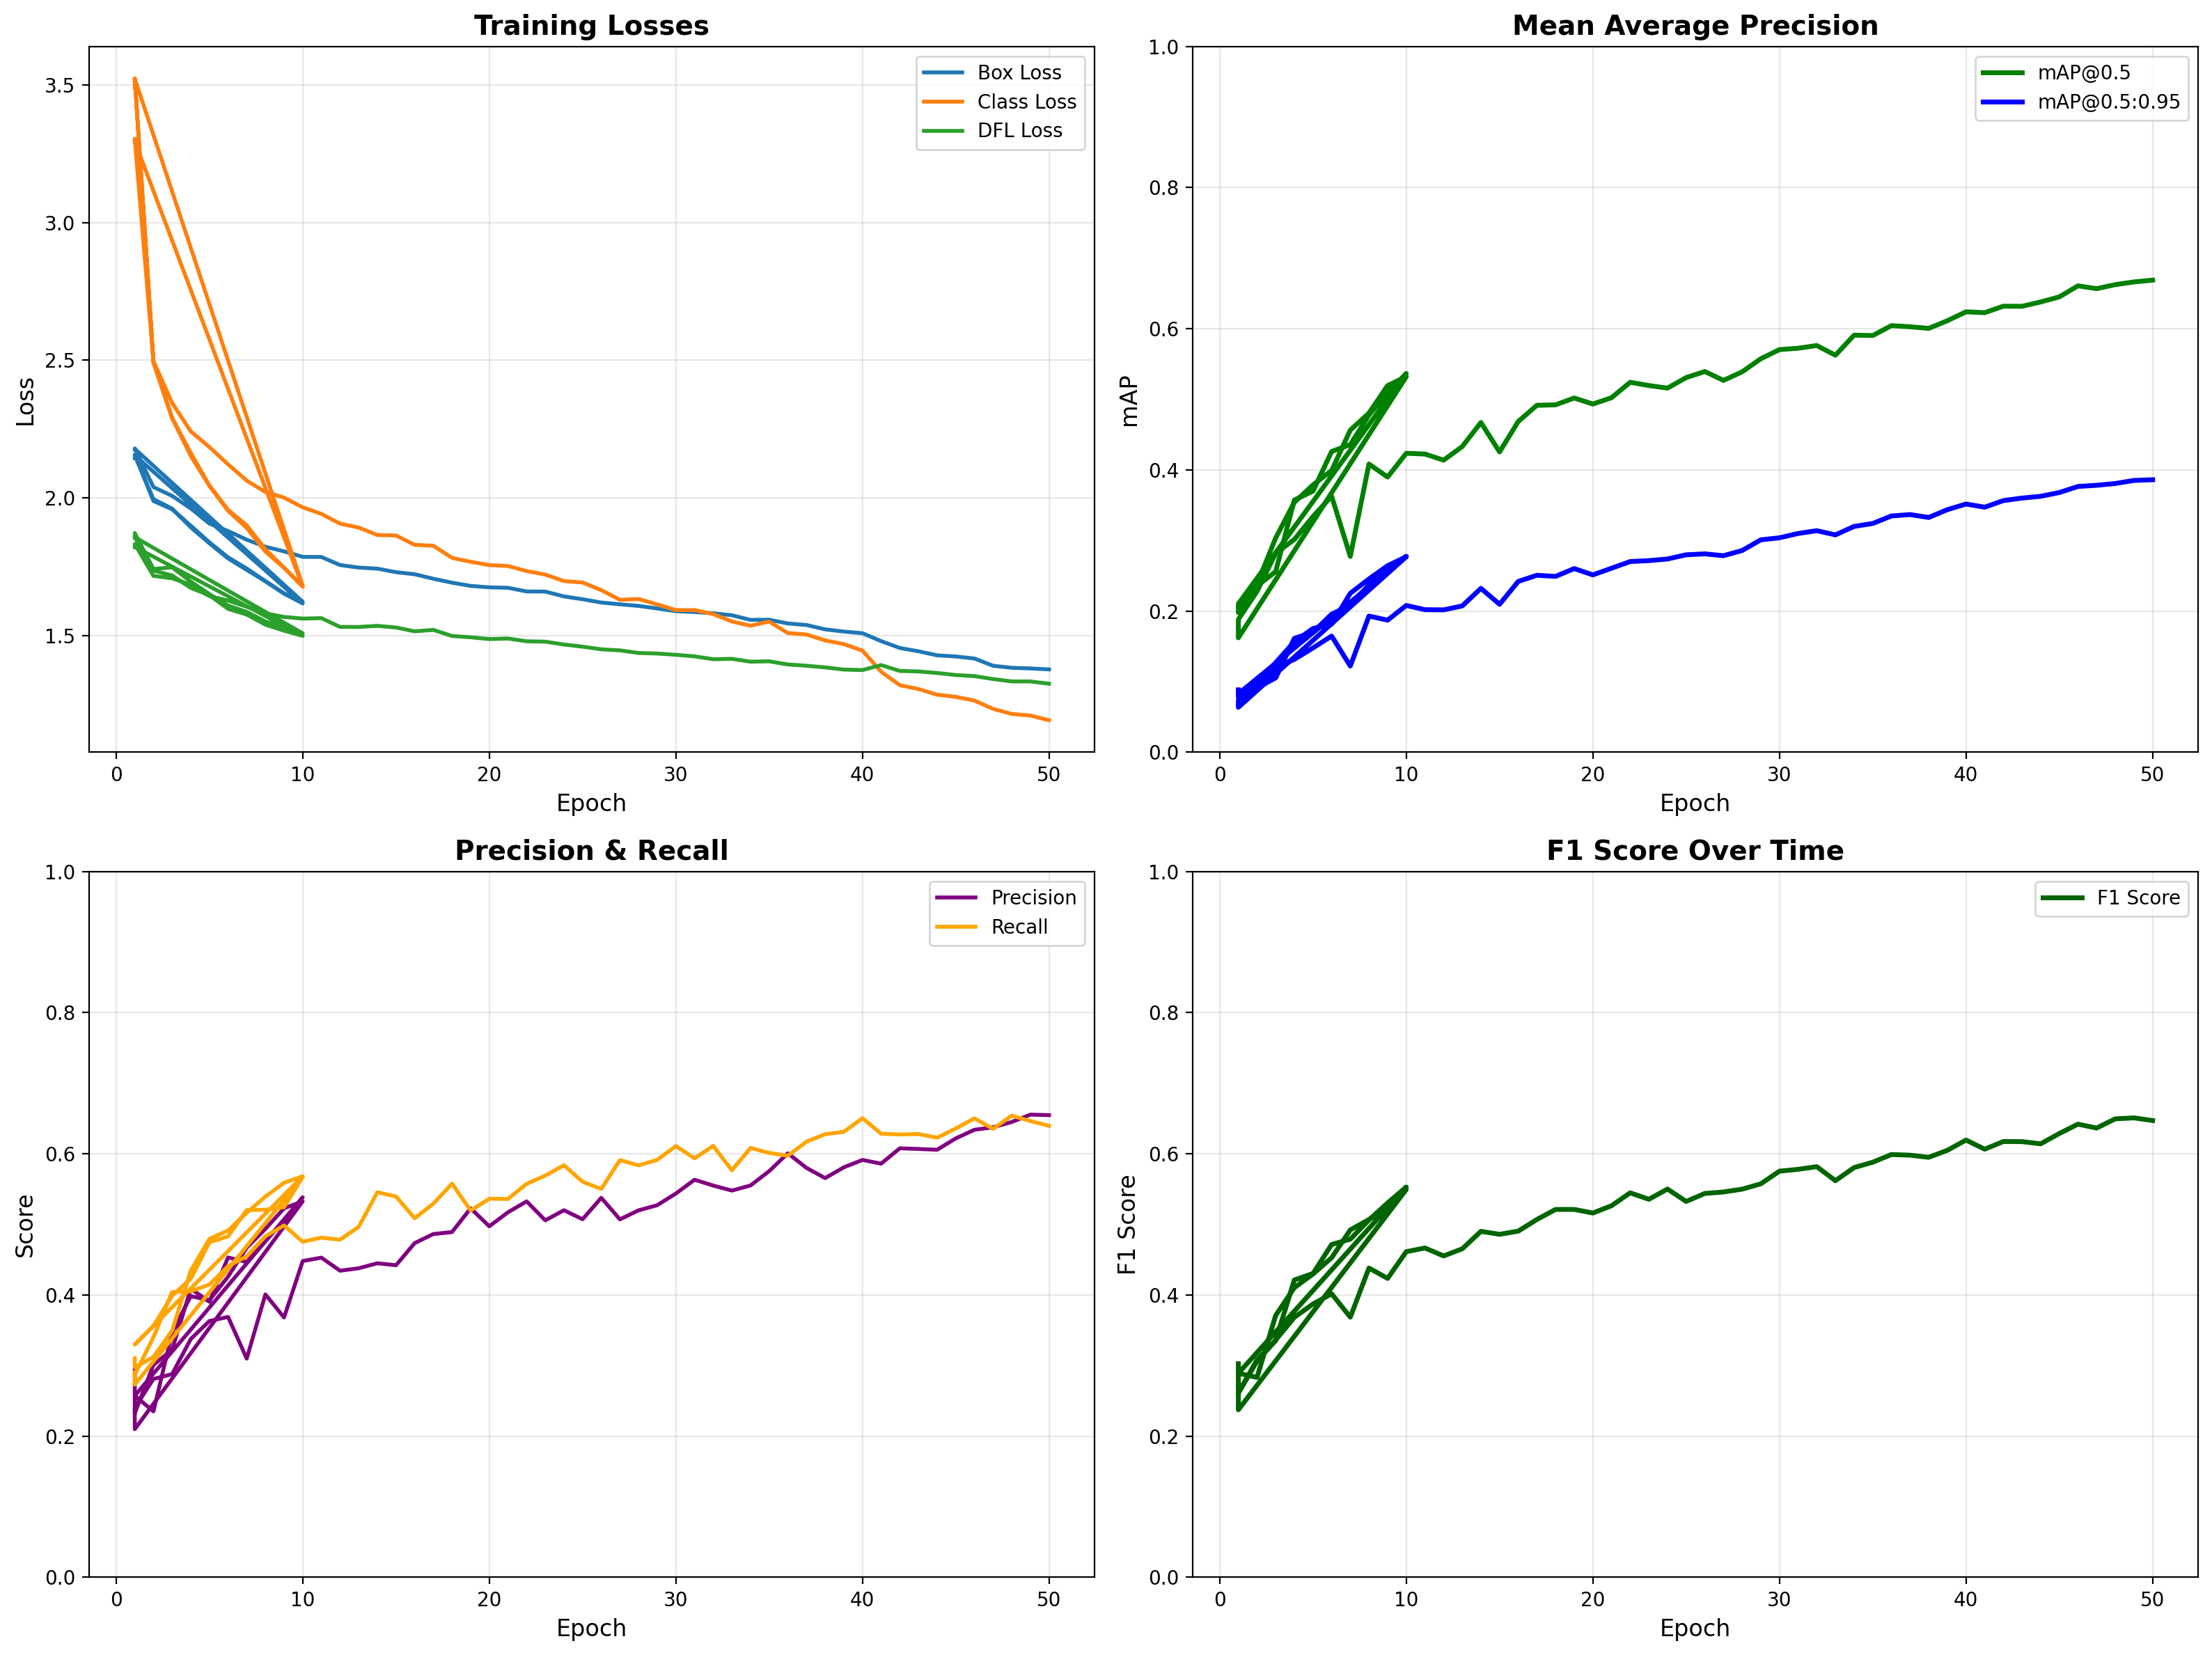 Training Losses
Loss
3.5
3.0
2.5
2.0
1.5
Box Loss
Class Loss
DFL Loss
0
10
20
30
40
50
Epoch
Mean Average Precision
mAP
1.0
0.8
0.6
0.4
0.2
0.0
mAP@0.5
mAP@0.5:0.95
0
10
20
30
40
50
Epoch
Precision & Recall
Score
1.0
0.8
0.6
0.4
0.2
0.0
Precision
Recall
0
10
20
30
40
50
Epoch
F1 Score Over Time
F1 Score
1.0
0.8
0.6
0.4
0.2
0.0
F1 Score
0
10
20
30
40
50
Epoch